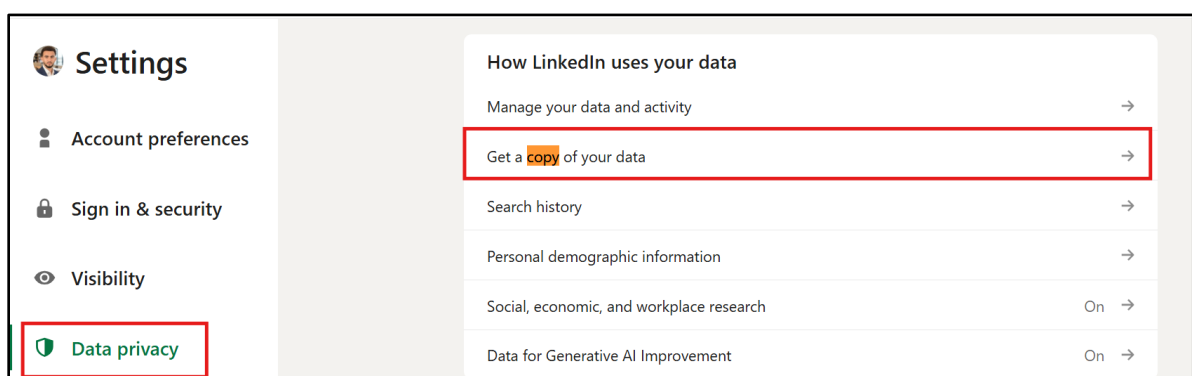 Settings
Account preferences
Sign in & security
Visibility
Data privacy
How LinkedIn uses your data
Manage your data and activity
Get a copy of your data
Search history
Personal demographic information
Social, economic, and workplace research On
Data for Generative AI Improvement On